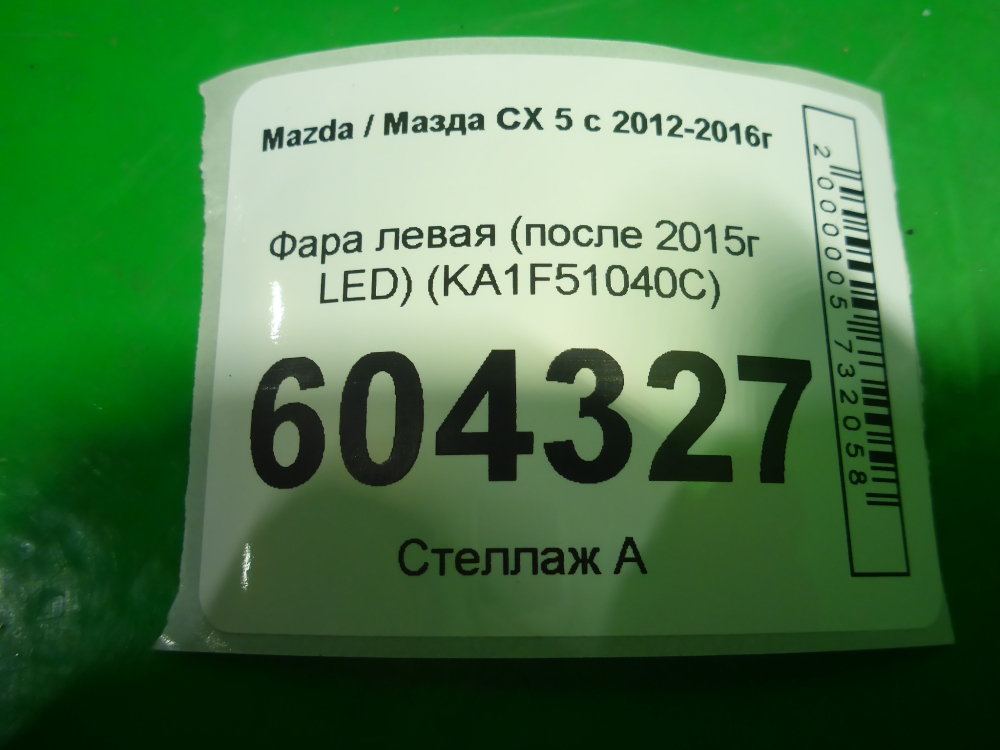 Mazda / Мазда CX 5 с 2012-2016г
Фара левая (после 2015г
LED) (KA1F51040C)
604327
Стеллаж А
2000005732058